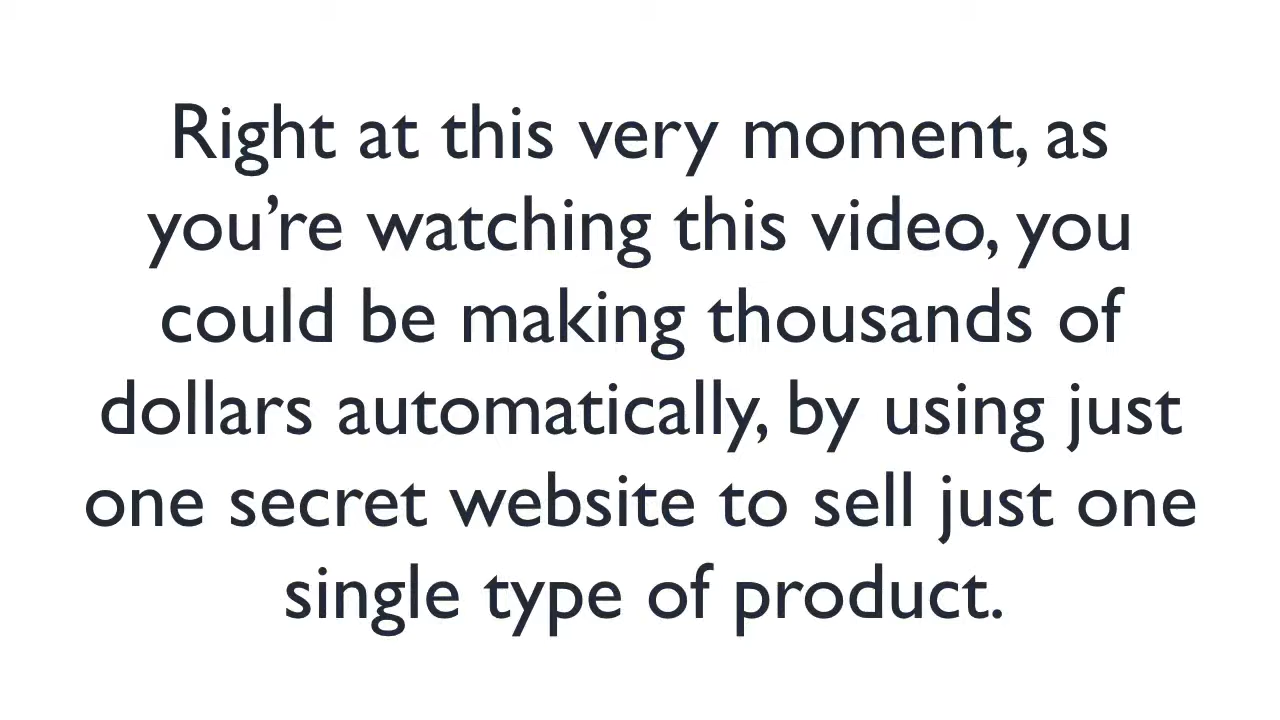 Right at this very moment, as
you’re watching this video, you
could be making thousands of
dollars automatically, by using just
one secret website to sell just one
single type of product.